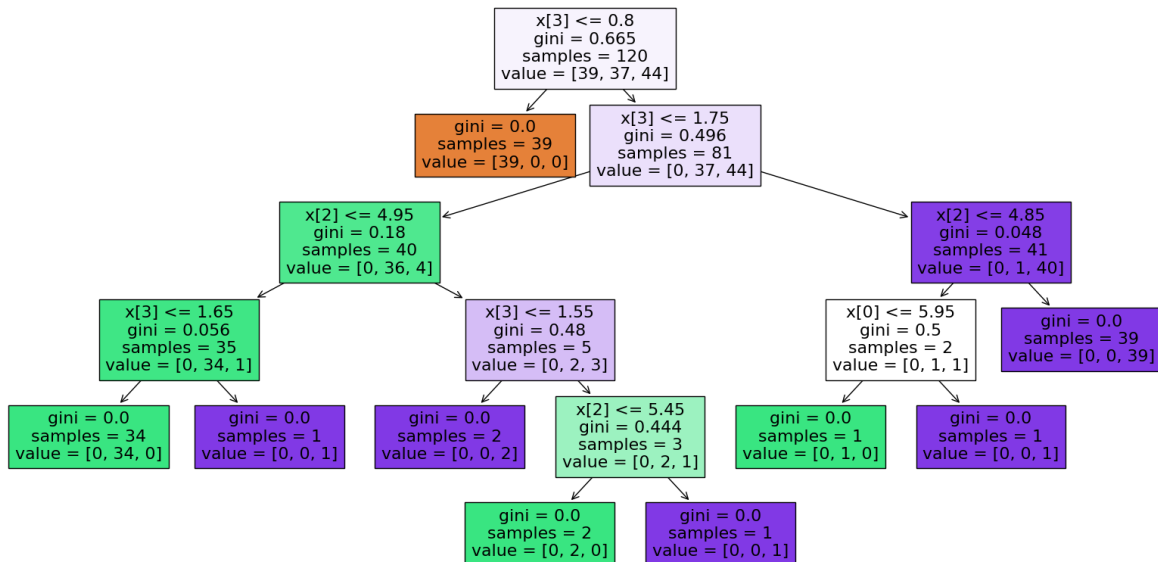 x[3] <= 0.8
gini = 0.665
samples = 120
value = [39, 37, 44]
gini = 0.0
samples = 39
value = [39, 0, 0]
x[3] <= 1.75
gini = 0.496
samples = 81
value = [0, 37, 44]
x[2] <= 4.95
gini = 0.18
samples = 40
value = [0, 36, 4]
x[2] <= 4.85
gini = 0.048
samples = 41
value = [0, 1, 40]
x[3] <= 1.65
gini = 0.056
samples = 35
value = [0, 34, 1]
x[3] <= 1.55
gini = 0.48
samples = 5
value = [0, 2, 3]
x[0] <= 5.95
gini = 0.5
samples = 2
value = [0, 1, 1]
gini = 0.0
samples = 39
value = [0, 0, 39]
gini = 0.0
samples = 34
value = [0, 34, 0]
gini = 0.0
samples = 1
value = [0, 0, 1]
gini = 0.0
samples = 2
value = [0, 0, 2]
x[2] <= 5.45
gini = 0.444
samples = 3
value = [0, 2, 1]
gini = 0.0
samples = 1
value = [0, 1, 0]
gini = 0.0
samples = 1
value = [0, 0, 1]
gini = 0.0
samples = 2
value = [0, 2, 0]
gini = 0.0
samples = 1
value = [0, 0, 1]